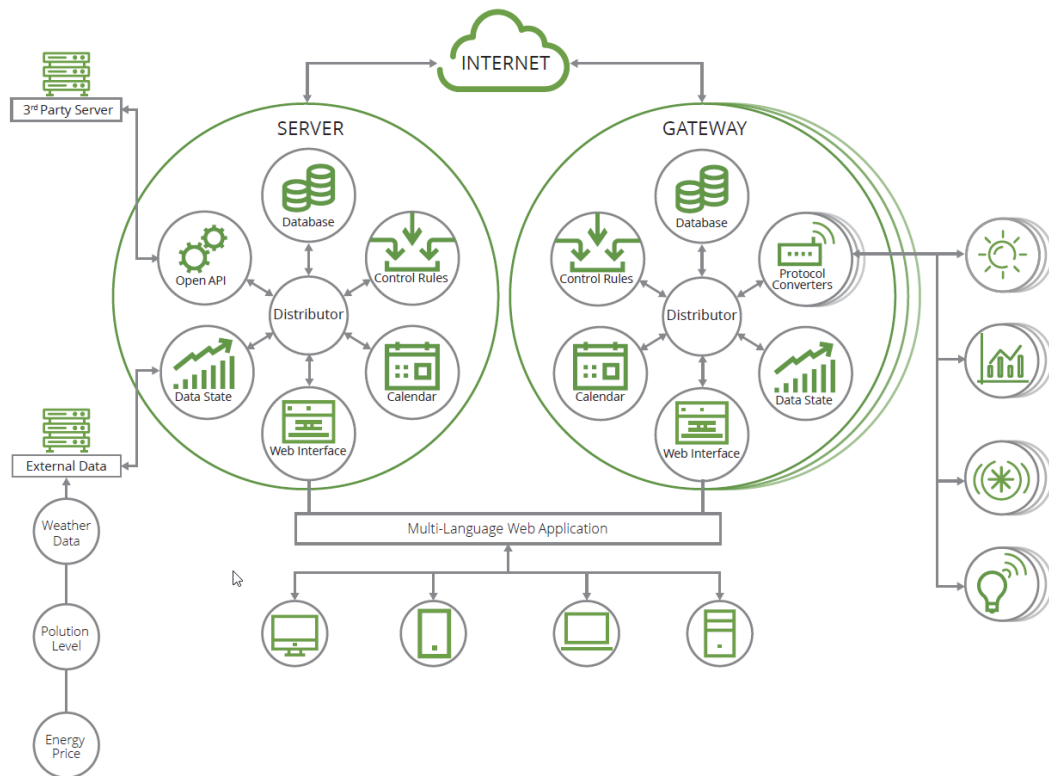 INTERNET
3rd Party Server
SERVER
GATEWAY
Database
Database
Open API
Control Rules
Control Rules
Protocol
Converters
Distributor
Distributor
Data State
Calendar
Calendar
Data State
Web Interface
Web Interface
External Data
Multi-Language Web Application
Weather
Data
Polution
Level
Energy
Price